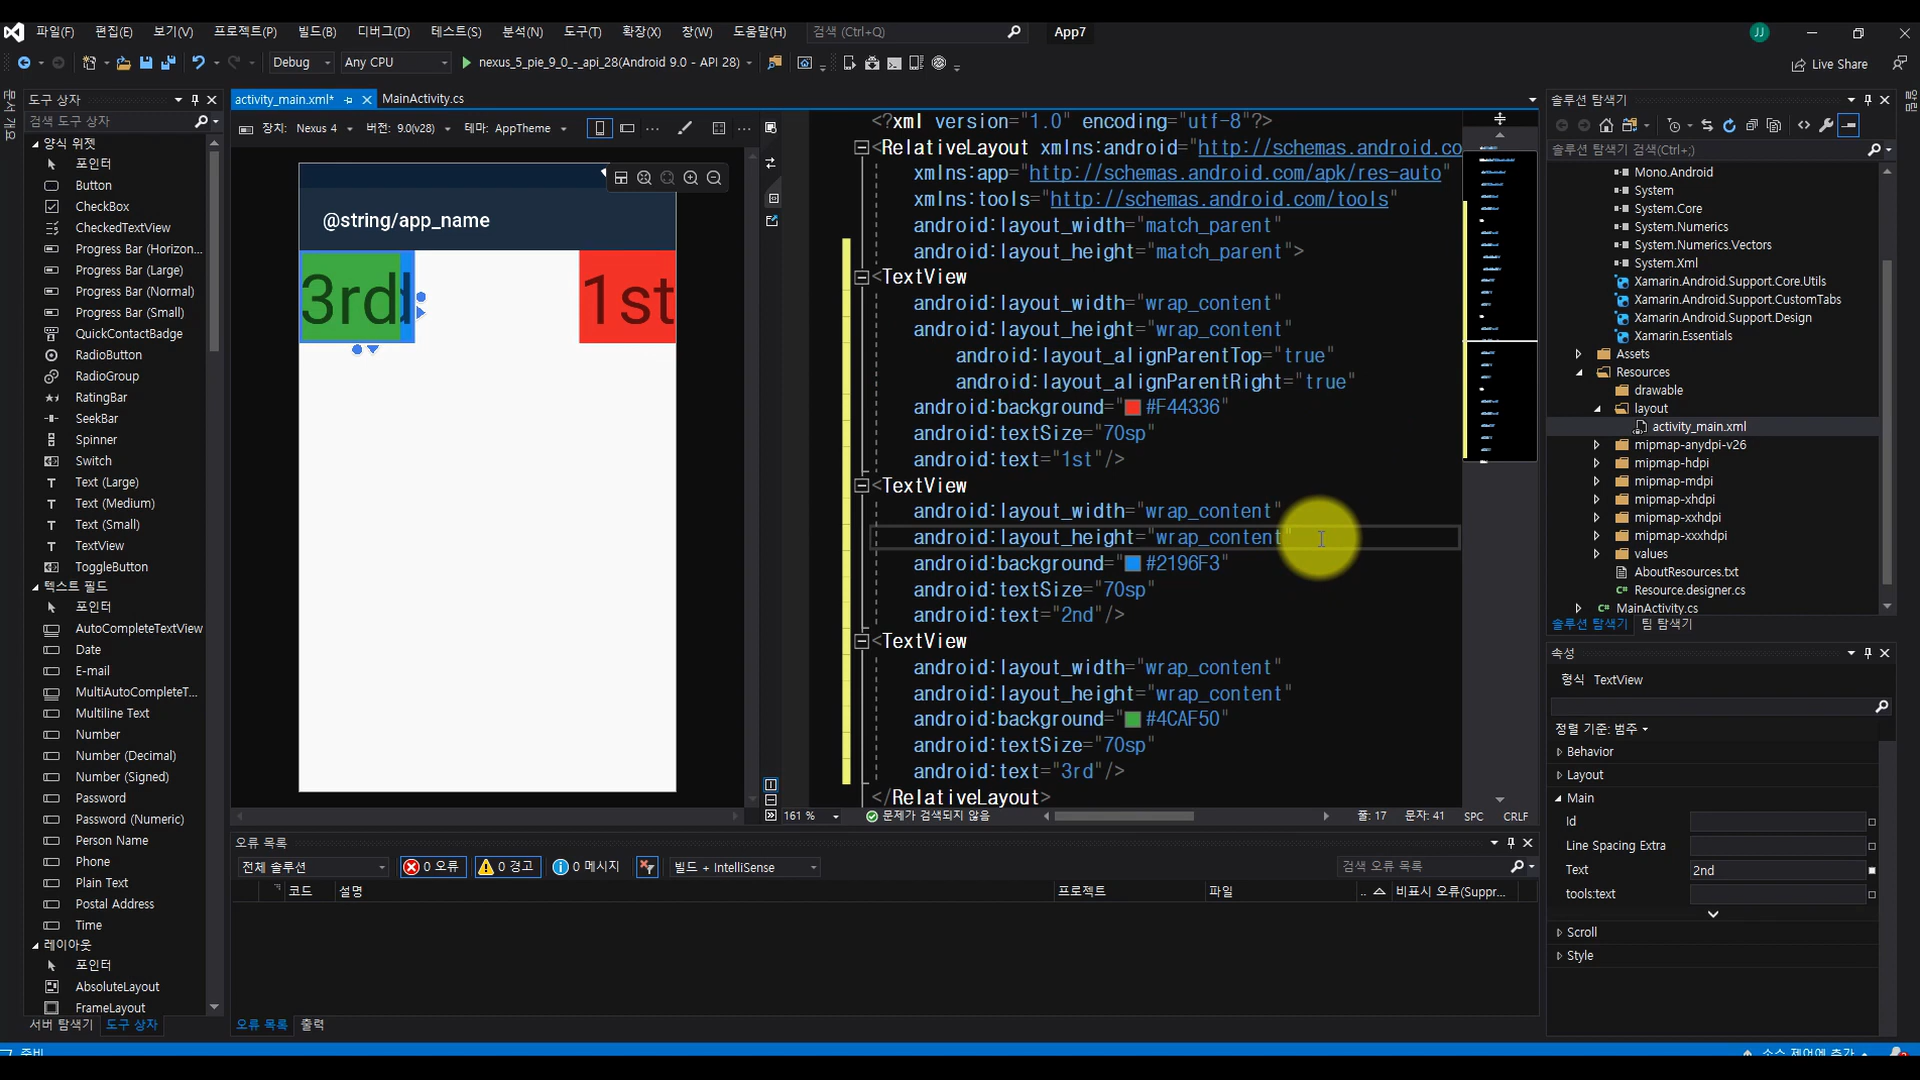 파일(F) 편집(E) 보기(V) 프로젝트(P) 빌드(B) 디버그(D) 테스트(S) 분석(N) 도구(T) 확장(X) 창(W) 도움말(H) 검색 (Ctrl+Q) App7 JJ
Debug Any CPU nexus_5_pie_9_0_-_api_28(Android 9.0 - API 28) Live Share
도구 상자
검색 도구 상자
양식 위젯
포인터
Button
CheckBox
CheckedTextView
Progress Bar (Horizon...
Progress Bar (Large)
Progress Bar (Normal)
Progress Bar (Small)
QuickContactBadge
RadioButton
RadioGroup
RatingBar
SeekBar
Spinner
Switch
Text (Large)
Text (Medium)
Text (Small)
TextView
ToggleButton
텍스트 필드
포인터
AutoCompleteTextView
Date
E-mail
MultiAutoCompleteT...
Multiline Text
Number
Number (Decimal)
Number (Signed)
Password
Password (Numeric)
Person Name
Phone
Plain Text
Postal Address
Time
레이아웃
포인터
AbsoluteLayout
FrameLayout
서버 탐색기 도구 상자
activity_main.xml* MainActivity.cs
장치: Nexus 4 버전: 9.0(v28) 테마: AppTheme
@string/app_name
3rd
1st
<?xml version="1.0" encoding="utf-8"?>
<RelativeLayout xmlns:android="http://schemas.android.co
xmlns:app="http://schemas.android.com/apk/res-auto"
xmlns:tools="http://schemas.android.com/tools"
android:layout_width="match_parent"
android:layout_height="match_parent">
<TextView
android:layout_width="wrap_content"
android:layout_height="wrap_content"
android:layout_alignParentTop="true"
android:layout_alignParentRight="true"
android:background="#F44336"
android:textSize="70sp"
android:text="1st"/>
<TextView
android:layout_width="wrap_content"
android:layout_height="wrap_content"
android:background="#2196F3"
android:textSize="70sp"
android:text="2nd"/>
<TextView
android:layout_width="wrap_content"
android:layout_height="wrap_content"
android:background="#4CAF50"
android:textSize="70sp"
android:text="3rd"/>
</RelativeLayout>
161 % 문제가 검색되지 않음 줄: 17 문자: 41 SPC CRLF
오류 목록
전체 솔루션 0 오류 0 경고 0 메시지 빌드 + IntelliSense 검색 오류 목록
코드 설명 프로젝트 파일 .. 비표시 오류(Suppr...
오류 목록 출력
솔루션 탐색기
솔루션 탐색기 검색(Ctrl+;)
Mono.Android
System
System.Core
System.Numerics
System.Numerics.Vectors
System.Xml
Xamarin.Android.Support.Core.Utils
Xamarin.Android.Support.CustomTabs
Xamarin.Android.Support.Design
Xamarin.Essentials
Assets
Resources
drawable
layout
activity_main.xml
mipmap-anydpi-v26
mipmap-hdpi
mipmap-mdpi
mipmap-xhdpi
mipmap-xxhdpi
mipmap-xxxhdpi
values
AboutResources.txt
Resource.designer.cs
MainActivity.cs
솔루션 탐색기 팀 탐색기
속성
형식 TextView
정렬 기준: 범주
Behavior
Layout
Main
Id
Line Spacing Extra
Text 2nd
tools:text
Scroll
Style
준비
소스 제어에 추가